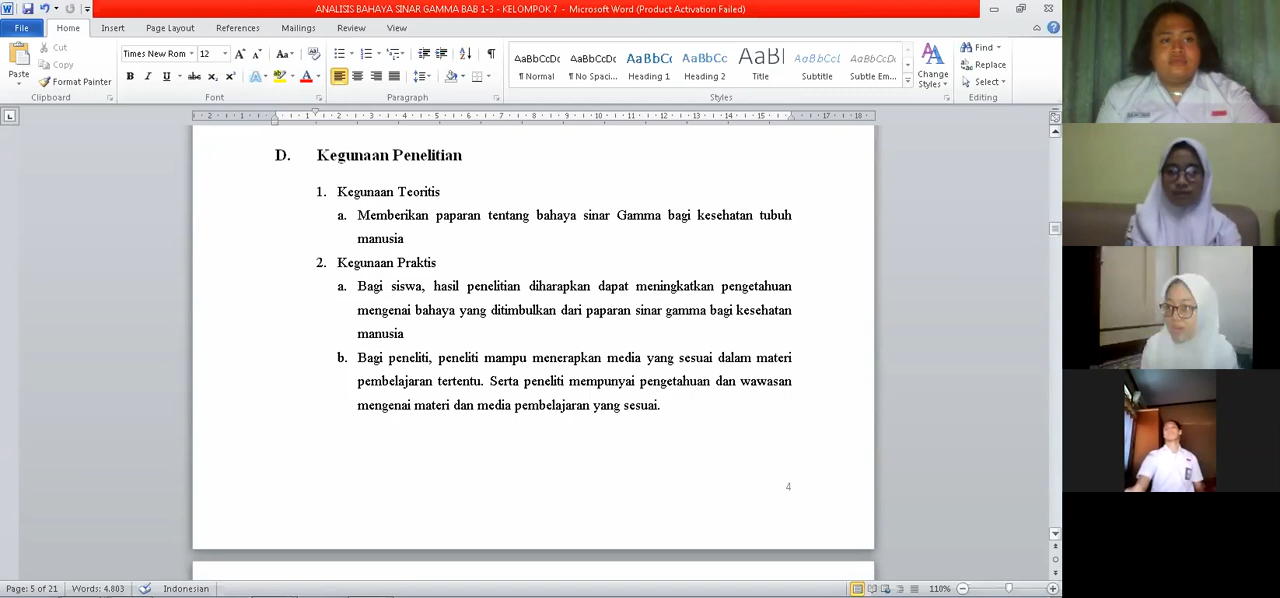 ANALISIS BAHAYA SINAR GAMMA BAB 1-3 - KELOMPOK 7 - Microsoft Word (Product Activation Failed)
File Home Insert Page Layout References Mailings Review View
Cut
Copy
Format Painter
Paste
Clipboard
Times New Rom 12
Font
Paragraph
AaBbCcDc AaBbCcDc AaBbCc AaBbCc AaBl AaBbCcL AaBbCcDc
¶ Normal ¶ No Spaci... Heading 1 Heading 2 Title Subtitle Subtle Em...
Styles
Change
Styles
Find
Replace
Select
Editing
D. Kegunaan Penelitian
1. Kegunaan Teoritis
a. Memberikan paparan tentang bahaya sinar Gamma bagi kesehatan tubuh
manusia
2. Kegunaan Praktis
a. Bagi siswa, hasil penelitian diharapkan dapat meningkatkan pengetahuan
mengenai bahaya yang ditimbulkan dari paparan sinar gamma bagi kesehatan
manusia
b. Bagi peneliti, peneliti mampu menerapkan media yang sesuai dalam materi
pembelajaran tertentu. Serta peneliti mempunyai pengetahuan dan wawasan
mengenai materi dan media pembelajaran yang sesuai.
4
Page: 5 of 21 Words: 4.803 Indonesian 110%